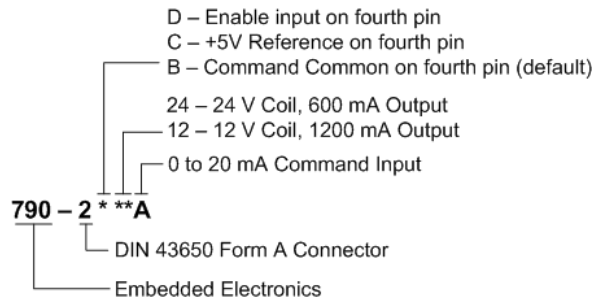 D – Enable input on fourth pin
C – +5V Reference on fourth pin
B – Command Common on fourth pin (default)
24 – 24 V Coil, 600 mA Output
12 – 12 V Coil, 1200 mA Output
0 to 20 mA Command Input
790 – 2 * **A
DIN 43650 Form A Connector
Embedded Electronics